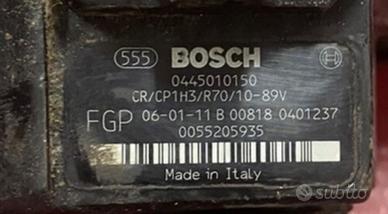 555 BOSCH
0445010150
CR/CP1H3/R70/10-89V
FGP 06-01-11 B 00818 0401237
0055205935
Made in Italy
subito